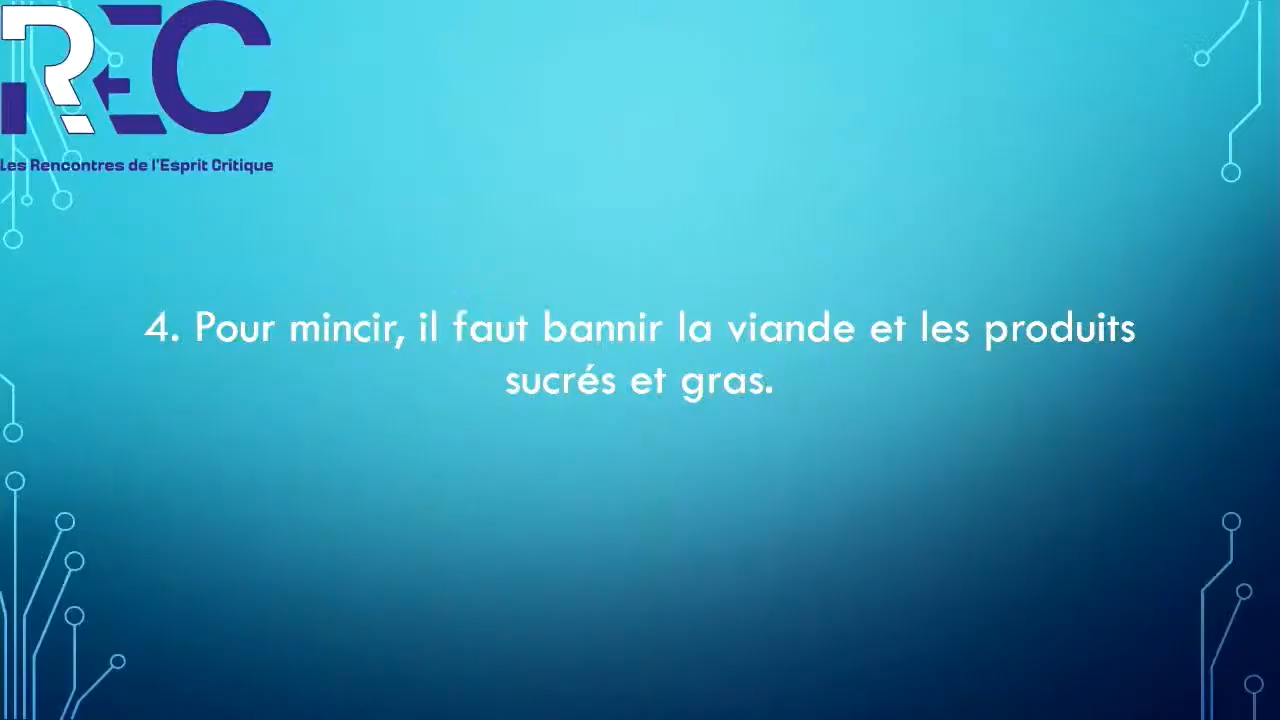 REC
Les Rencontres de l'Esprit Critique
4. Pour mincir, il faut bannir la viande et les produits
sucrés et gras.